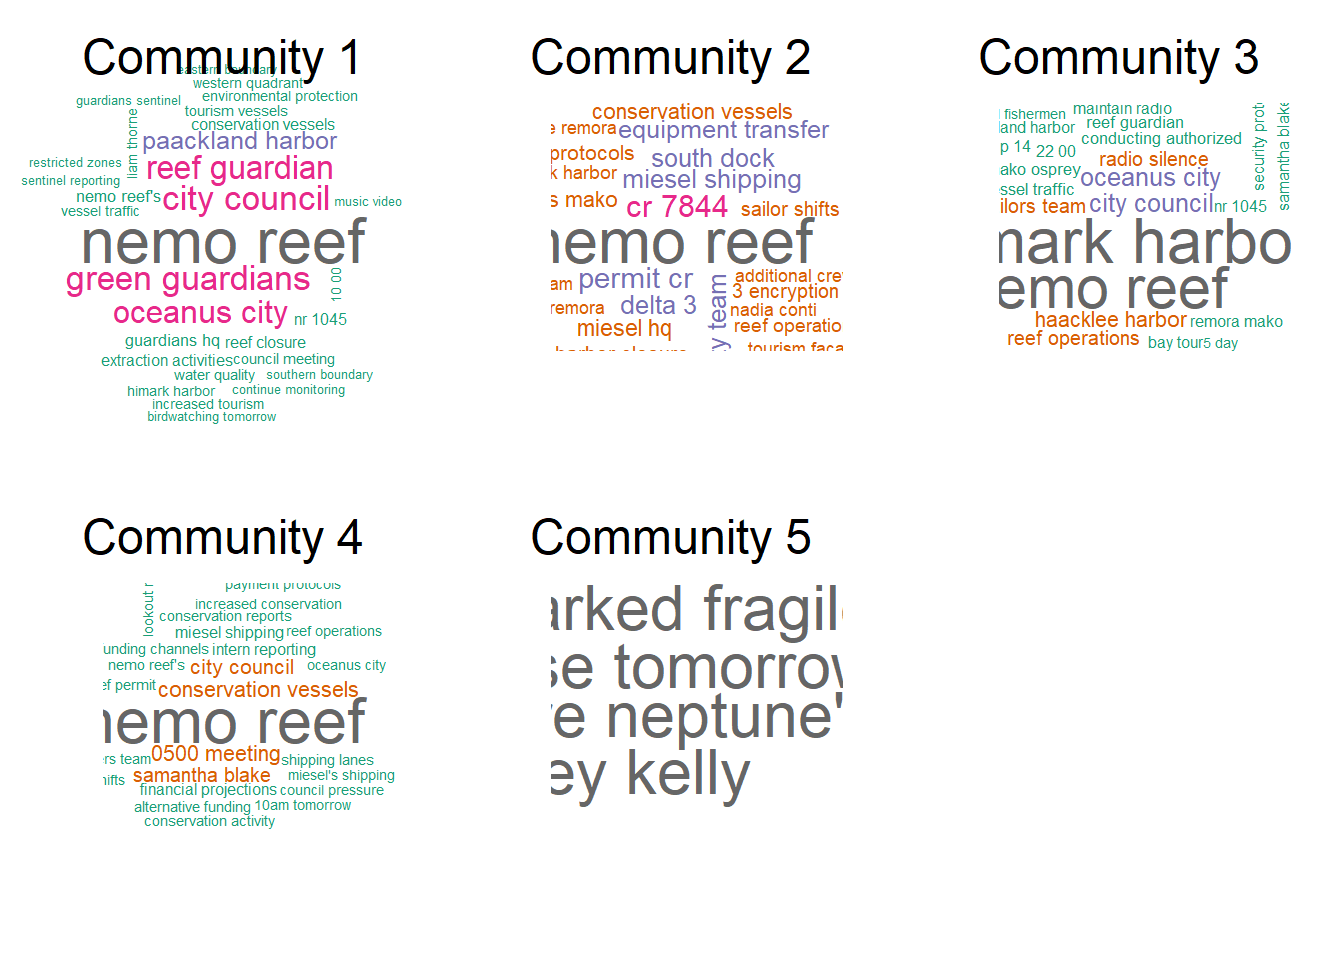 Community 1
eastern boundary
western quadrant
environmental protection
guardians sentinel
tourism vessels
conservation vessels
liam thorne
paackland harbor
restricted zones
reef guardian
sentinel reporting
nemo reef's
city council
music video
vessel traffic
nemo reef
green guardians
10 00
oceanus city
nr 1045
guardians hq
reef closure
extraction activities
council meeting
water quality
southern boundary
himark harbor
continue monitoring
increased tourism
birdwatching tomorrow
Community 2
conservation vessels
e remora
equipment transfer
protocols
south dock
k harbor
miesel shipping
s mako
cr 7844
sailor shifts
nemo reef
am
permit cr
additional cre
3 encryption
remora
delta 3
y team
nadia conti
miesel hq
reef operatio
harbor closure
tourism faca
Community 3
fishermen
maintain radio
and harbor
reef guardian
security prot
samantha blake
p 14
22 00
conducting authorized
radio silence
ako osprey
oceanus city
ssel traffic
ilors team
city council
nr 1045
mark harbo
emo reef
haacklee harbor
remora mako
reef operations
bay tour
5 day
Community 4
lookout r
payment protocols
increased conservation
conservation reports
miesel shipping
reef operations
unding channels
intern reporting
nemo reef's
city council
oceanus city
ef permit
conservation vessels
nemo reef
0500 meeting
rs team
shipping lanes
hifts
samantha blake
miesel's shipping
financial projections
council pressure
alternative funding
10am tomorrow
conservation activity
Community 5
arked fragile
se tomorrow
re neptune'
ey kelly